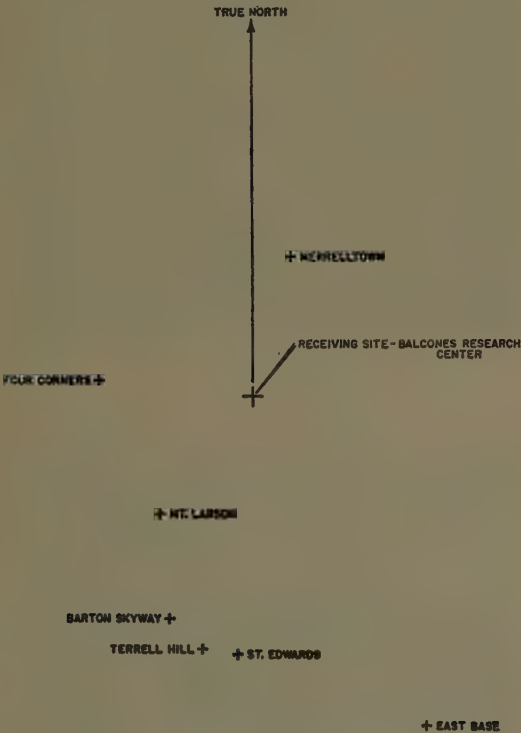 TRUE NORTH
MERRELLTOWN
RECEIVING SITE-BALCONES RESEARCH
CENTER
FOUR CORNERS
MT. LARSON
BARTON SKYWAY
TERRELL HILL
ST. EDWARDS
EAST BASE